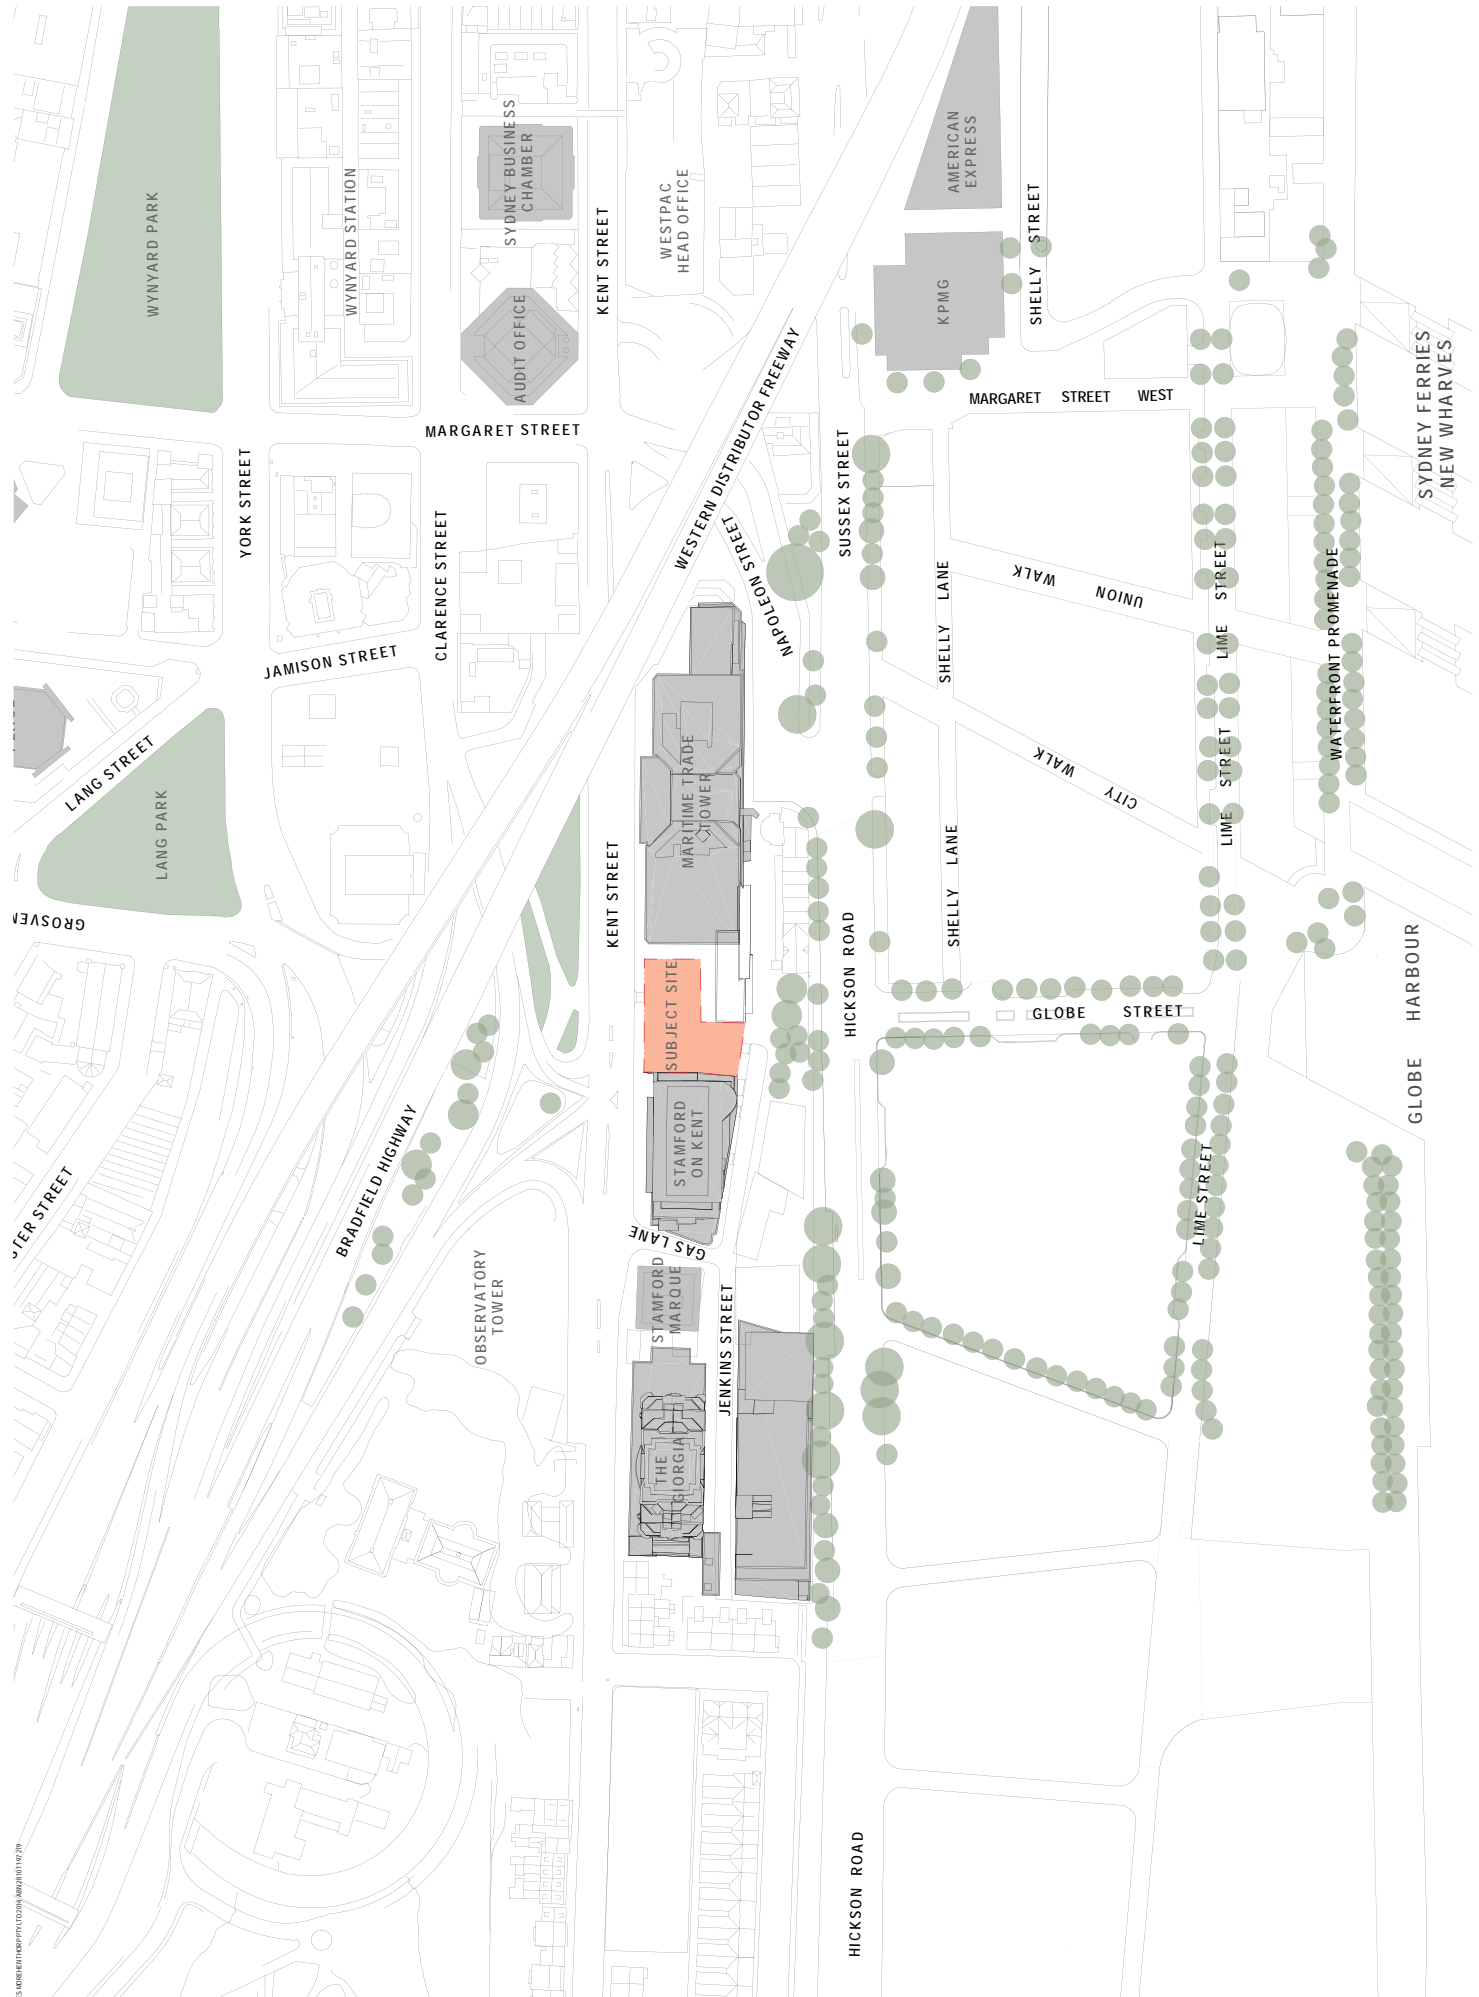 WYNYARD PARK
WYNYARD STATION
SYDNEY BUSINESS
CHAMBER
AUDIT OFFICE
KENT STREET
WESTPAC
HEAD OFFICE
AMERICAN
EXPRESS
KPMG
SHELLY STREET
MARGARET STREET WEST
SYDNEY FERRIES
NEW WHARVES
MARGARET STREET
YORK STREET
CLARENCE STREET
JAMISON STREET
WESTERN DISTRIBUTOR FREEWAY
NAPOLEON STREET
SUSSEX STREET
SHELLY LANE
UNION WALK
LIME STREET
WATERFRONT PROMENADE
LANG STREET
LANG PARK
GROSVEN
MARITIME TRADE
TOWER
KENT STREET
CITY WALK
LIME STREET
SHELLY LANE
HICKSON ROAD
SUBJECT SITE
GLOBE STREET
GLOBE HARBOUR
STAMFORD
ON KENT
BRADFIELD HIGHWAY
STER STREET
LIME STREET
GAS LANE
OBSERVATORY
TOWER
STAMFORD
MARQUE
JENKINS STREET
THE
GIORGIA
HICKSON ROAD